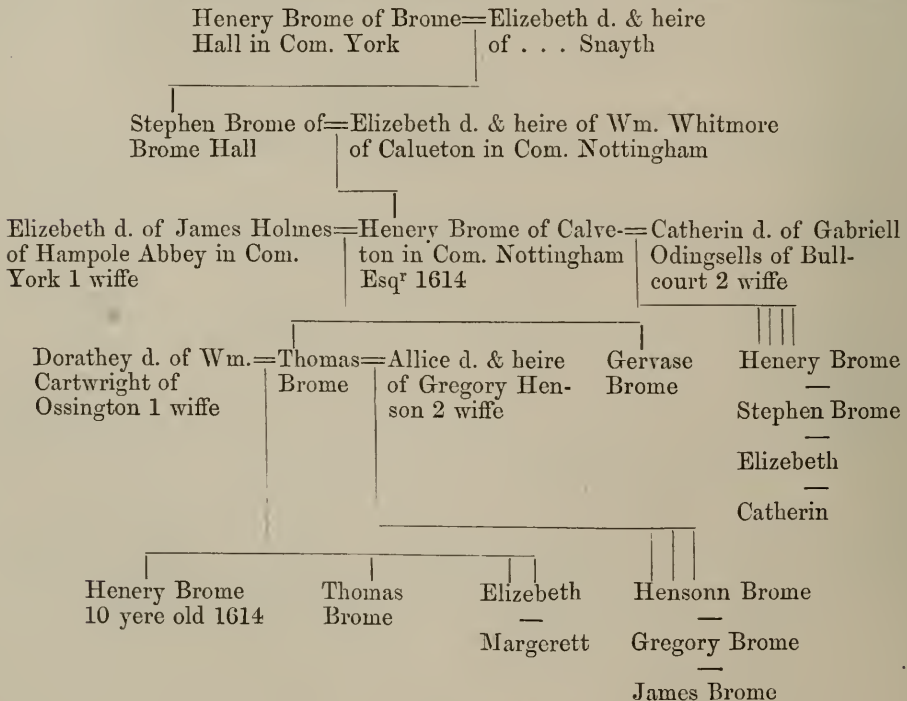 Henery Brome of Brome=Elizebeth d. & heire
Hall in Com. York of . . . Snayth
Stephen Brome of=Elizebeth d. & heire of Wm. Whitmore
Brome Hall of Calueton in Com. Nottingham
Elizebeth d. of James Holmes=Henery Brome of Calve-=Catherin d. of Gabriell
of Hampole Abbey in Com. ton in Com. Nottingham Odingsells of Bull-
York 1 wiffe Esqr 1614 court 2 wiffe
Dorathey d. of Wm.=Thomas=Allice d. & heire Gervase Henery Brome
Cartwright of Brome of Gregory Hen- Brome
Ossington 1 wiffe son 2 wiffe Stephen Brome
Elizebeth
Catherin
Henery Brome Thomas Elizebeth Hensonn Brome
10 yere old 1614 Brome
Margerett Gregory Brome
James Brome